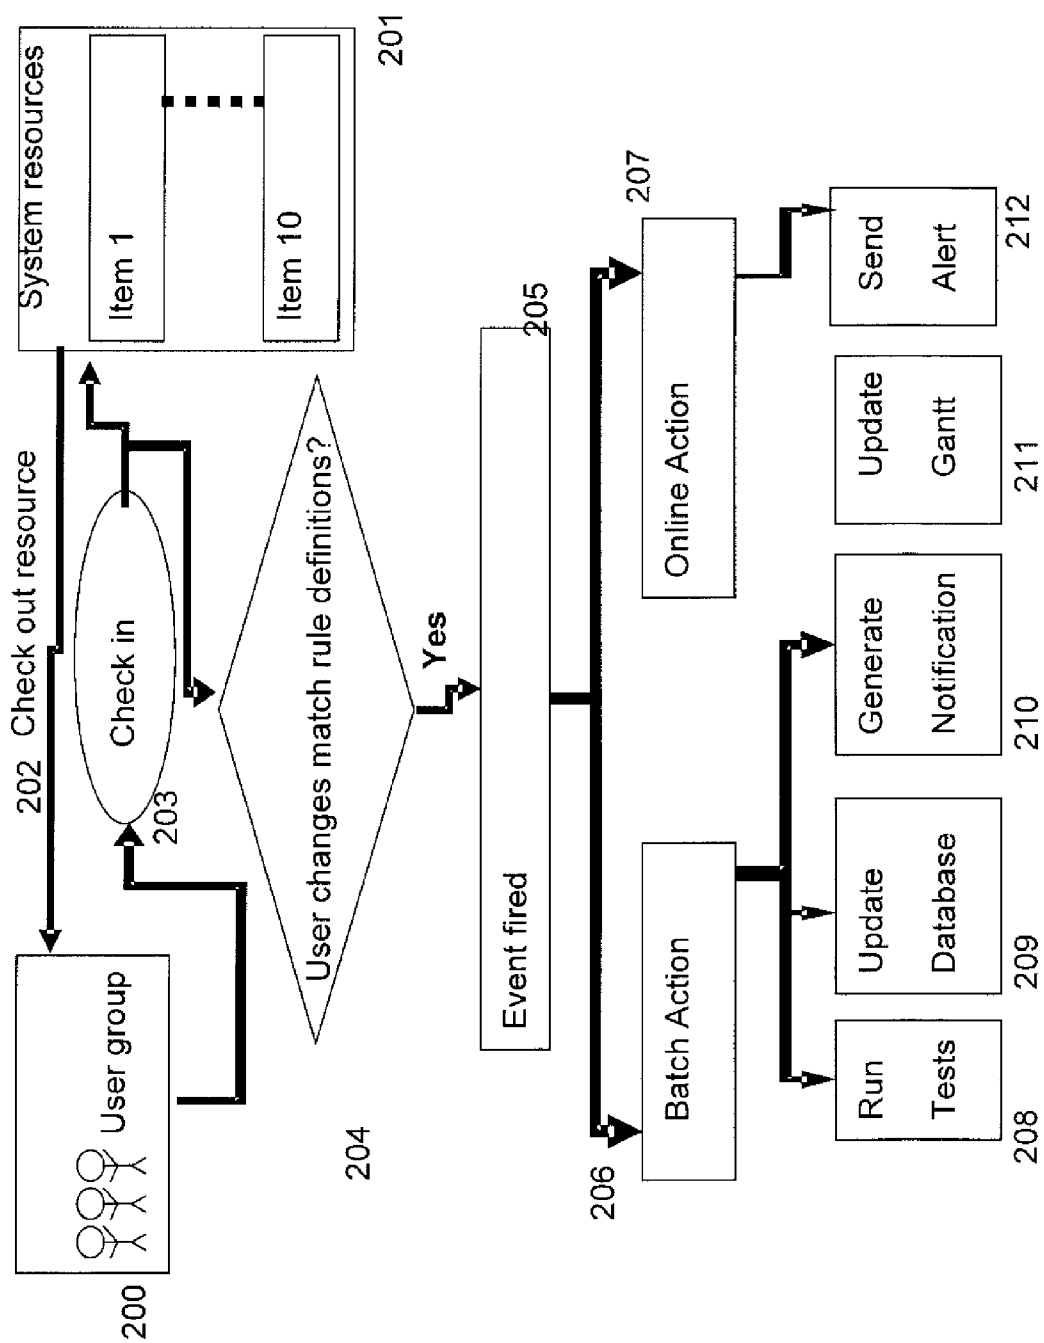 202 Check out resource
System resources
200
User group
203
Check in
Item 1
Item 10
201
204
User changes match rule definitions?
Yes
Event fired
205
206
Batch Action
Online Action
207
Run
Tests
208
Update
Database
209
Generate
Notification
210
Update
Gantt
211
Send
Alert
212